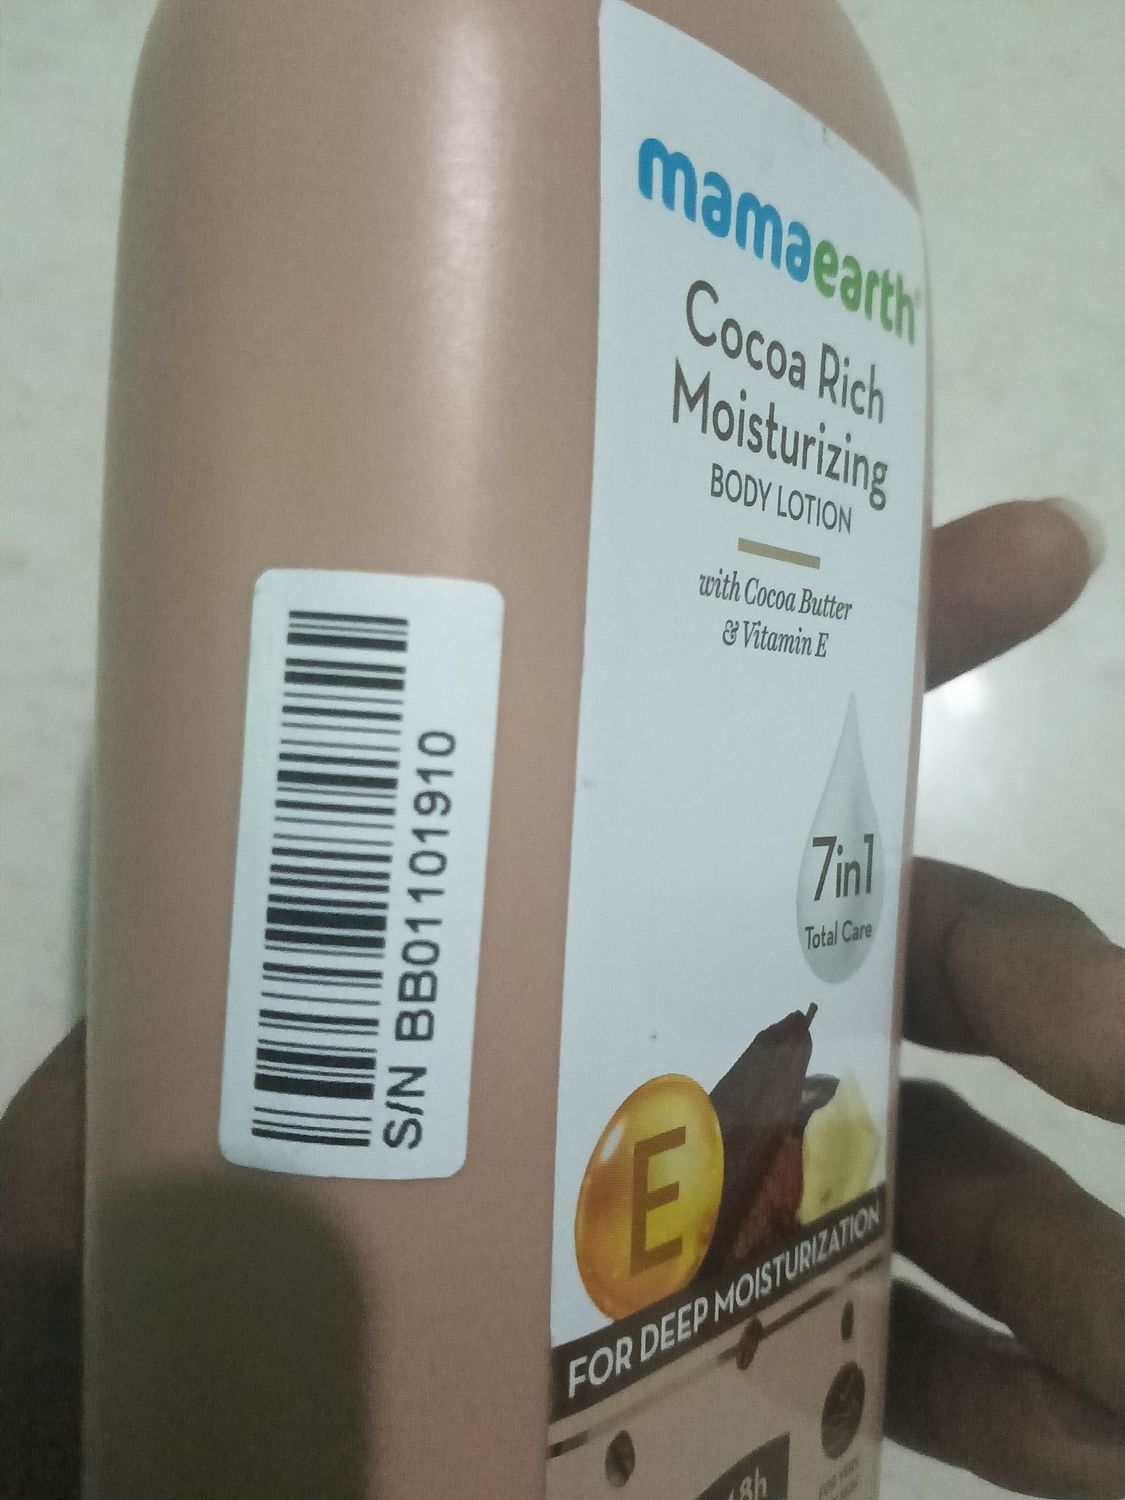 mamaearth
Cocoa Rich
Moisturizing
BODY LOTION
with Cocoa Butter
& Vitamin E
7in1
Total Care
E
FOR DEEP MOISTURIZATION
S/N BB01101910